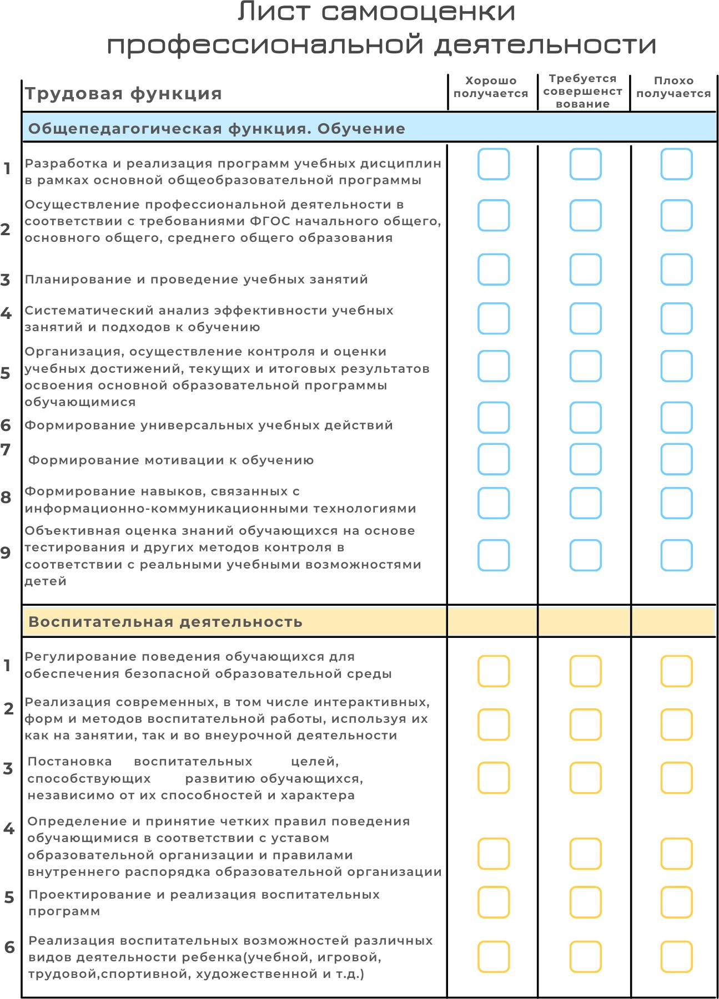 Лист самооценки
профессиональной деятельности
Трудовая функция
Хорошо
получается
Требуется
совершенст
вование
Плохо
получается
Общепедагогическая функция. Обучение
1
Разработка и реализация программ учебных дисциплин
в рамках основной общеобразовательной программы
2
Осуществление профессиональной деятельности в
соответствии с требованиями ФГОС начального общего,
основного общего, среднего общего образования
3
Планирование и проведение учебных занятий
4
Систематический анализ эффективности учебных
занятий и подходов к обучению
5
Организация, осуществление контроля и оценки
учебных достижений, текущих и итоговых результатов
освоения основной образовательной программы
обучающимися
6
Формирование универсальных учебных действий
7
Формирование мотивации к обучению
8
Формирование навыков, связанных с
информационно-коммуникационными технологиями
9
Объективная оценка знаний обучающихся на основе
тестирования и других методов контроля в
соответствии с реальными учебными возможностями
детей
Воспитательная деятельность
1
Регулирование поведения обучающихся для
обеспечения безопасной образовательной среды
2
Реализация современных, в том числе интерактивных,
форм и методов воспитательной работы, используя их
как на занятии, так и во внеурочной деятельности
3
Постановка воспитательных целей,
способствующих развитию обучающихся,
независимо от их способностей и характера
4
Определение и принятие четких правил поведения
обучающимися в соответствии с уставом
образовательной организации и правилами
внутреннего распорядка образовательной организации
5
Проектирование и реализация воспитательных
программ
6
Реализация воспитательных возможностей различных
видов деятельности ребенка(учебной, игровой,
трудовой,спортивной, художественной и т.д.)